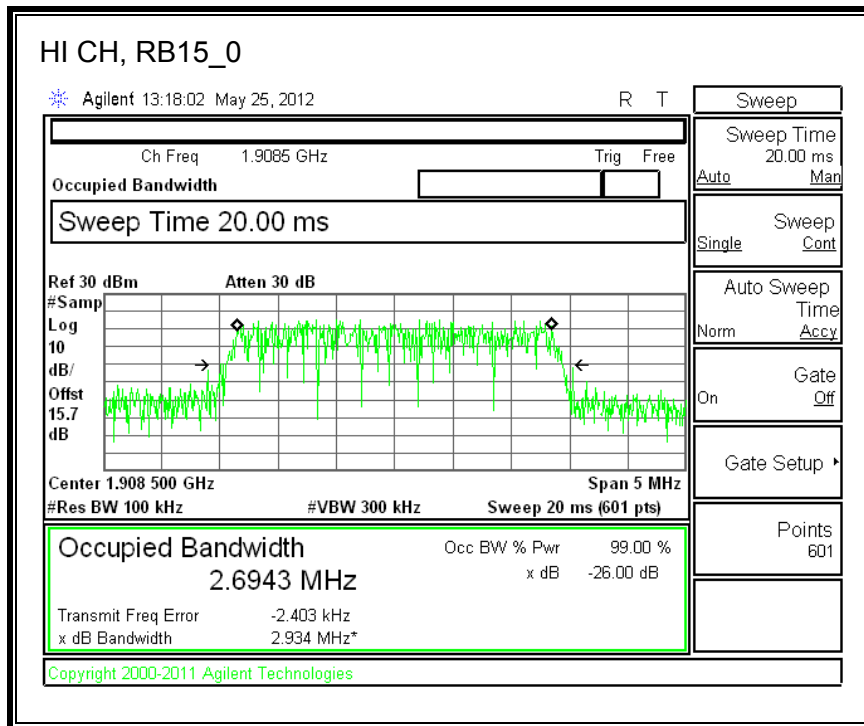 HI CH, RB15_0
Agilent 13:18:02 May 25, 2012 R T
Ch Freq 1.9085 GHz Trig Free
Occupied Bandwidth
Sweep Time 20.00 ms
Ref 30 dBm Atten 30 dB
#Samp
Log
10
dB/
Offst
15.7
dB
Center 1.908 500 GHz Span 5 MHz
#Res BW 100 kHz #VBW 300 kHz Sweep 20 ms (601 pts)
Occupied Bandwidth Occ BW % Pwr 99.00 %
2.6943 MHz x dB -26.00 dB
Transmit Freq Error -2.403 kHz
x dB Bandwidth 2.934 MHz*
Copyright 2000-2011 Agilent Technologies
Sweep
Sweep Time
20.00 ms
Auto Man
Sweep
Single Cont
Auto Sweep
Time
Norm Accy
Gate
On Off
Gate Setup
Points
601